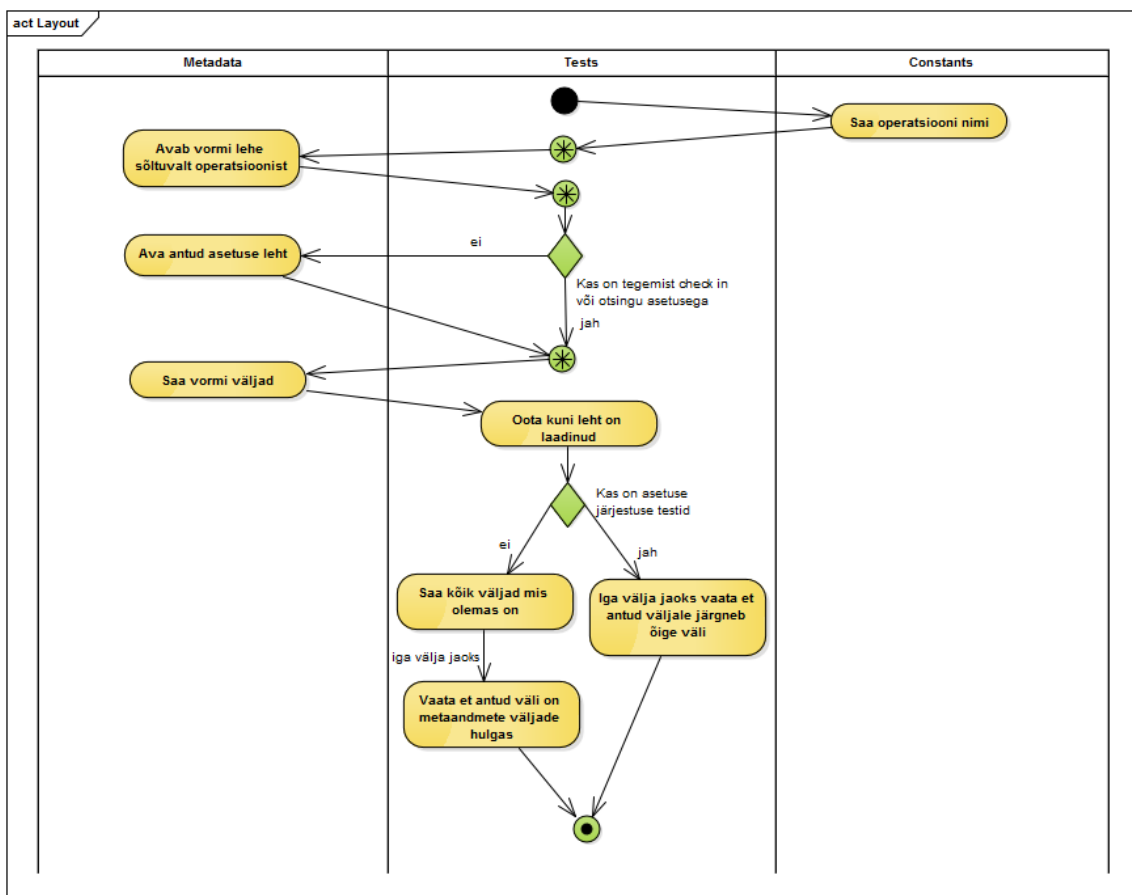 act Layout
Metadata
Tests
Constants
Saa operatsiooni nimi
Avab vormi lehe
sõltuvalt operatsioonist
ei
Ava antud asetuse leht
Kas on tegemist check in
või otsingu asetusega
jah
Saa vormi väljad
Oota kuni leht on
laadinud
Kas on asetuse
järjestuse testid
ei
jah
Saa kõik väljad mis
olemas on
Iga välja jaoks vaata et
antud väljale järgneb
õige väli
iga välja jaoks
Vaata et antud väli on
metaandmete väljade
hulgas